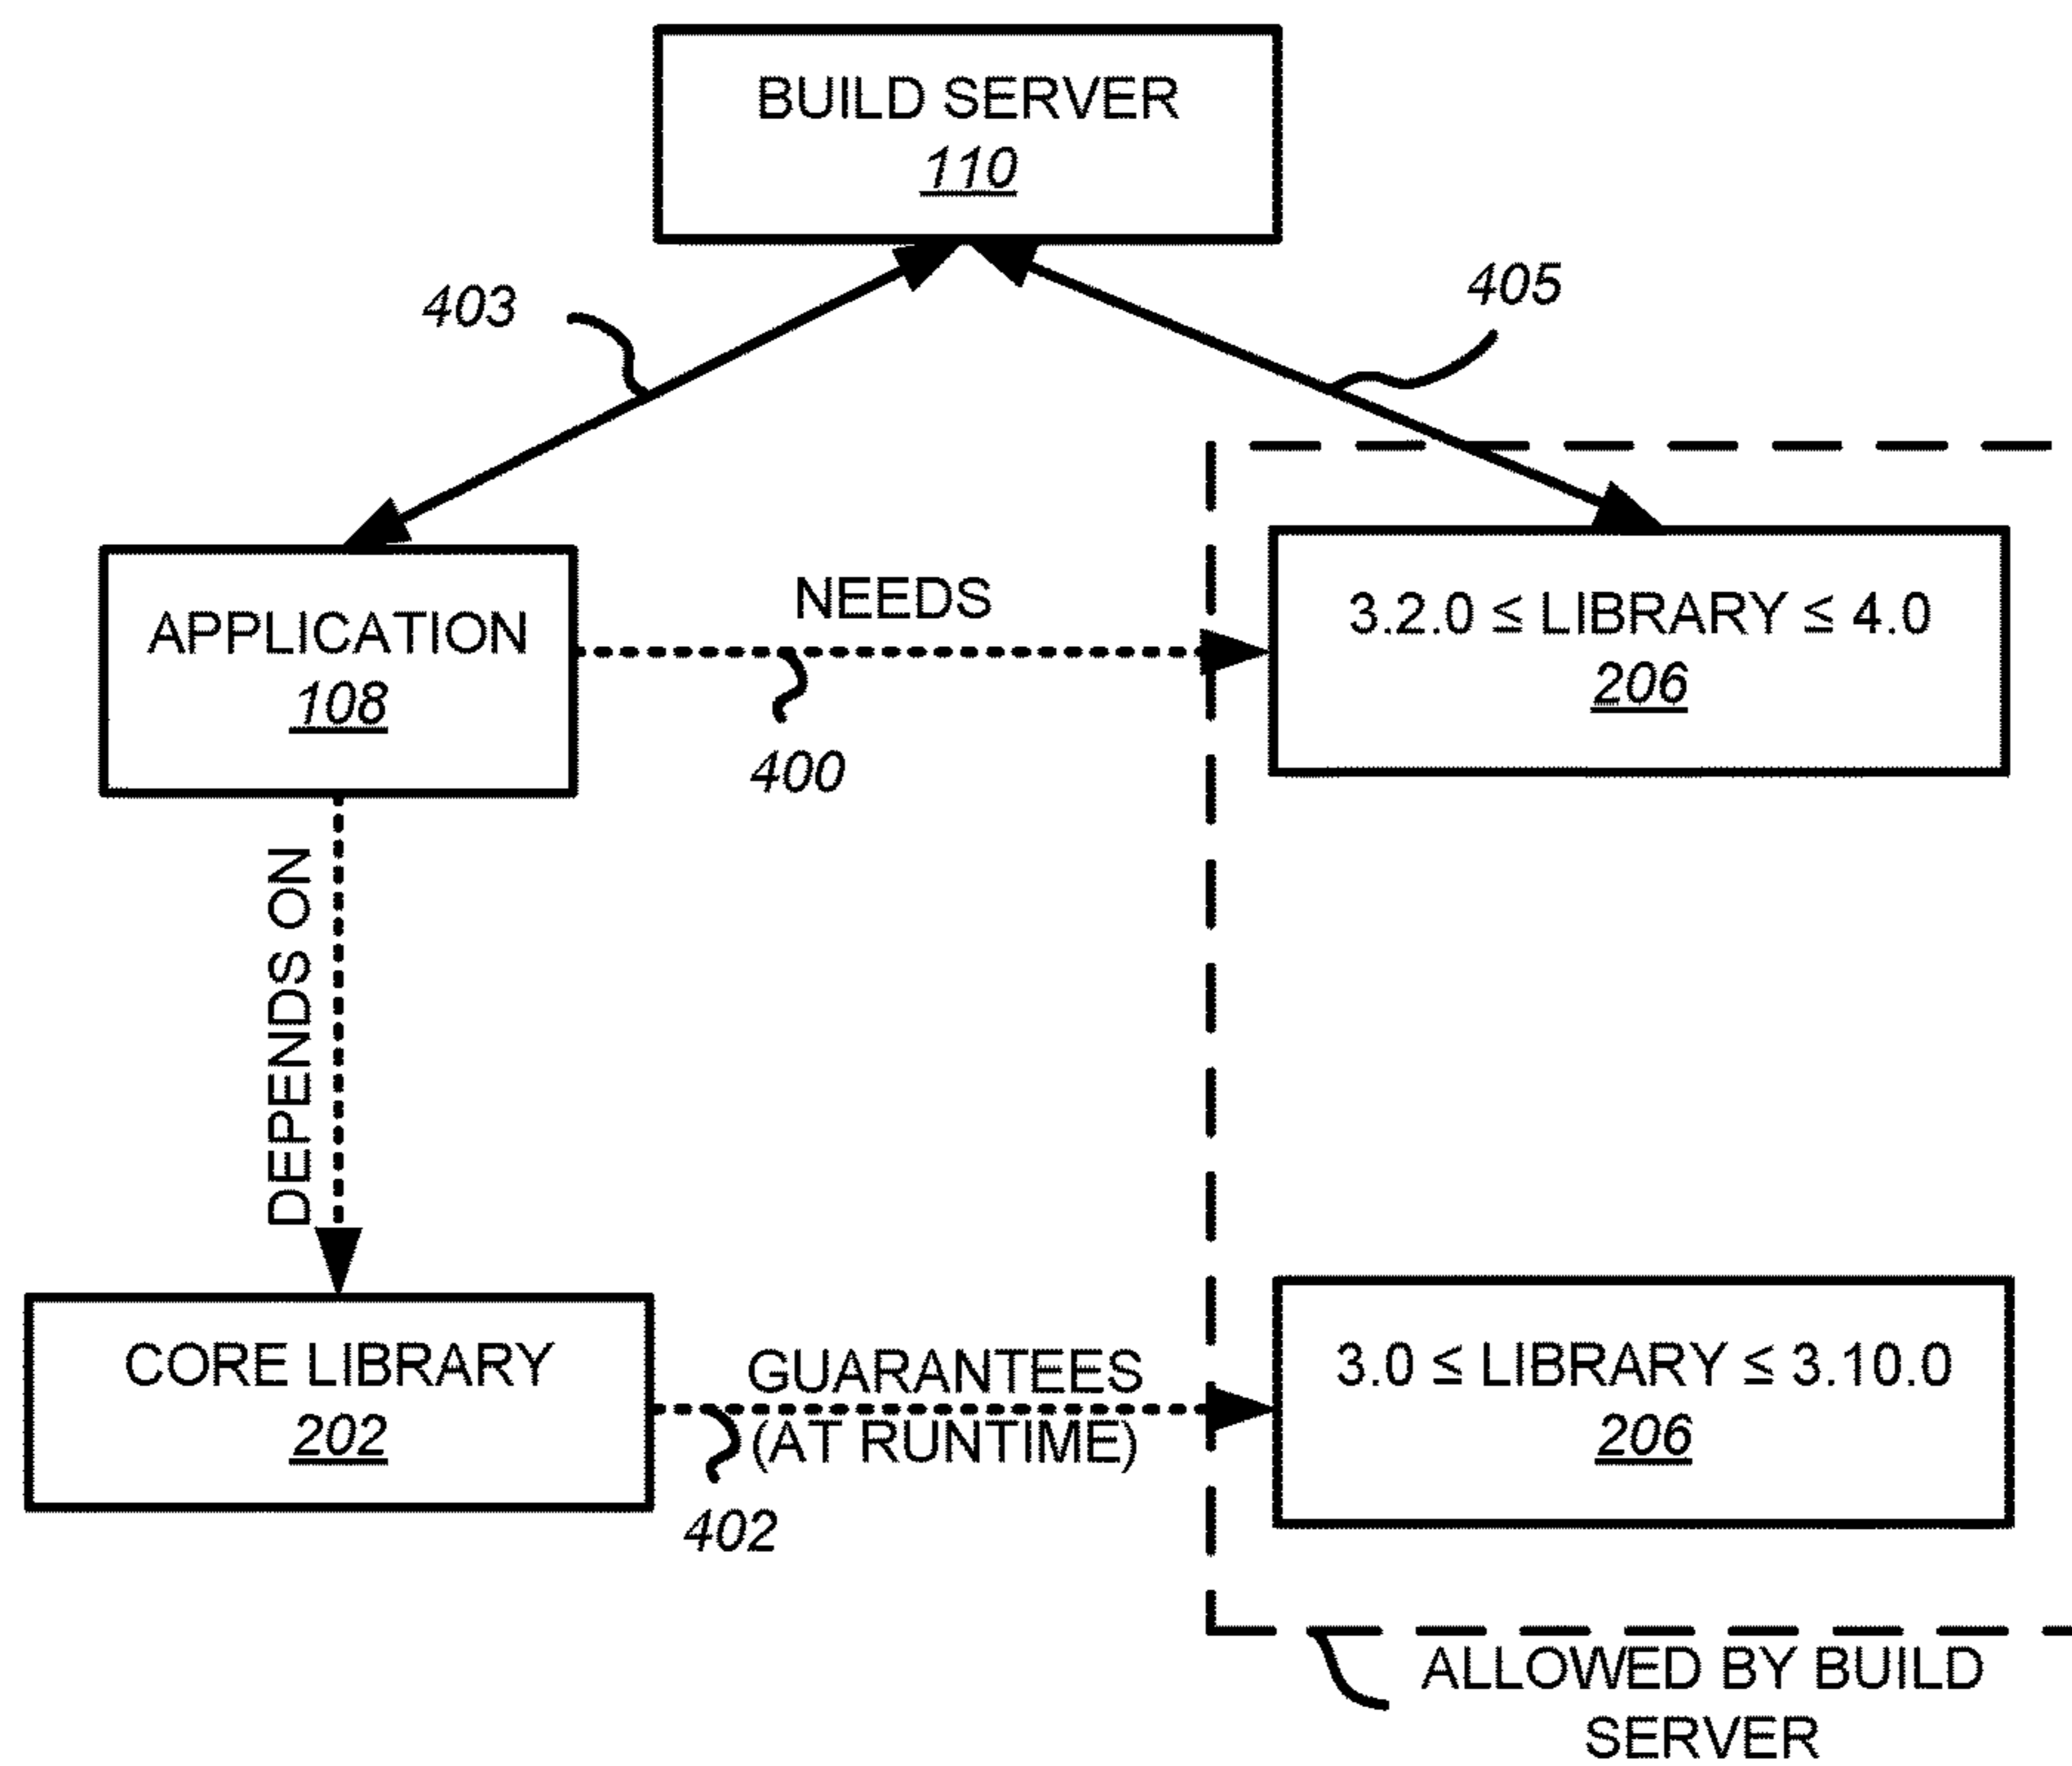 BUILD SERVER
110
403
405
NEEDS
3.2.0 ≤ LIBRARY ≤ 4.0
206
APPLICATION
108
400
DEPENDS ON
CORE LIBRARY
202
GUARANTEES
(AT RUNTIME)
402
3.0 ≤ LIBRARY ≤ 3.10.0
206
ALLOWED BY BUILD
SERVER